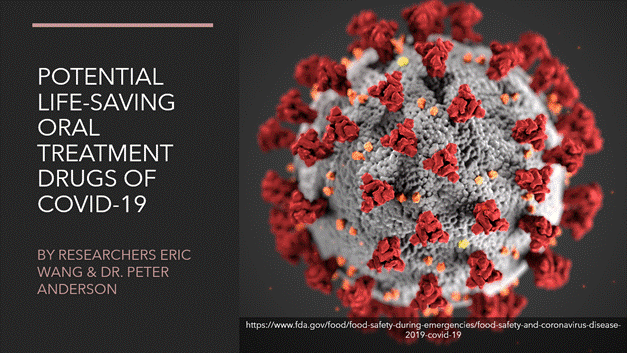 POTENTIAL
LIFE-SAVING
ORAL
TREATMENT
DRUGS OF
COVID-19
BY RESEARCHERS ERIC
WANG & DR. PETER
ANDERSON
https://www.fda.gov/food/food-safety-during-emergencies/food-safety-and-coronavirus-disease-
2019-covid-19